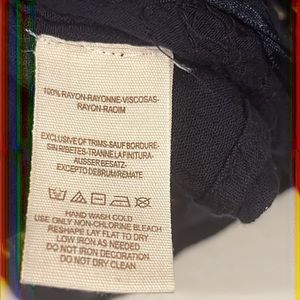 100% RAYON-RAYONNE-VISCOSAS-
RAYON-RAOIM
EXCLUSIVE OF TRIMS-SAUF BORDURE-
SIN/RIBETES-TRANNE LA FINITURA-
AUSSER BESATZ-
EXCEPTO DEBRUM/REMATE
HAND WASH COLD
USE ONLY NON-CHLORINE BLEACH
RESHAPE LAY FLAT TO DRY
LOW IRON AS NEEDED
DO NOT IRON DECORATION
DO NOT DRY CLEAN